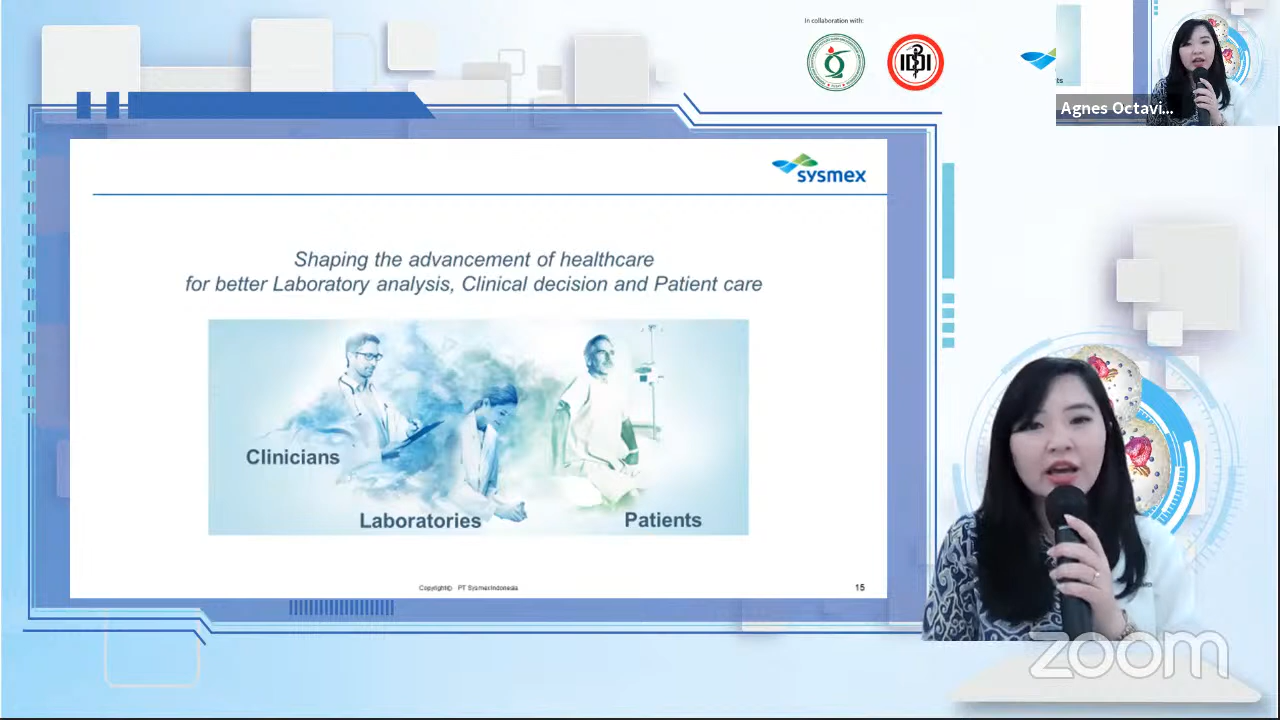 In collaboration with:
IDI
Agnes Octavi...
sysmex
Shaping the advancement of healthcare
for better Laboratory analysis, Clinical decision and Patient care
Clinicians
Laboratories
Patients
Copyright© PT Sysmex Indonesia
15
zoom